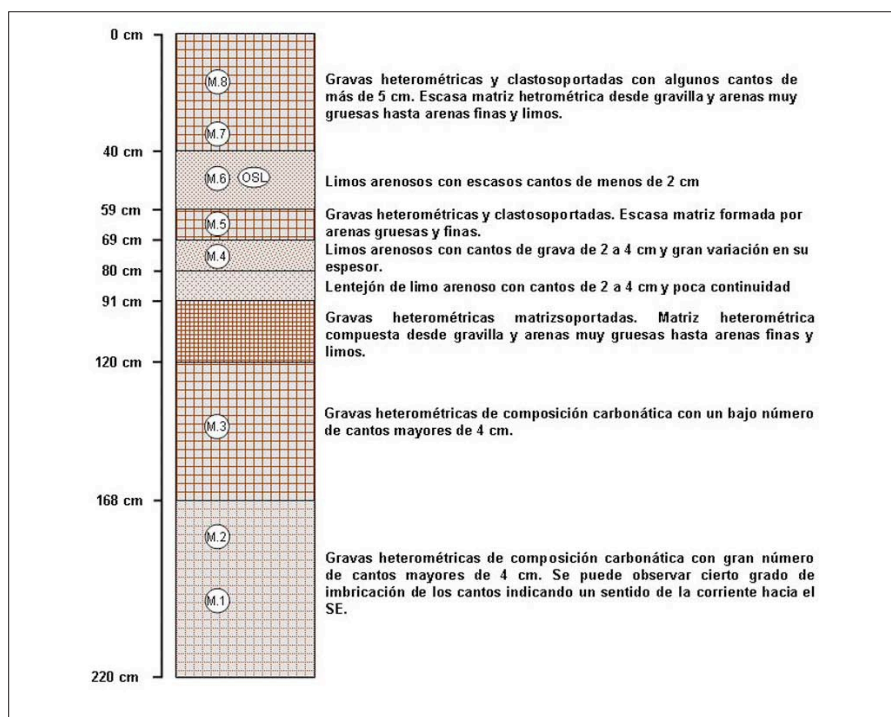 0 cm
M.8
Gravas heterométricas y clastosoportadas con algunos cantos de
más de 5 cm. Escasa matriz hetrométrica desde gravilla y arenas muy
gruesas hasta arenas finas y limos.
M.7
40 cm
M.6 OSL
Limos arenosos con escasos cantos de menos de 2 cm
59 cm
M.5
Gravas heterométricas y clastosoportadas. Escasa matriz formada por
arenas gruesas y finas.
69 cm
M.4
Limos arenosos con cantos de grava de 2 a 4 cm y gran variación en su
espesor.
80 cm
Lentejón de limo arenoso con cantos de 2 a 4 cm y poca continuidad
91 cm
Gravas heterométricas matrizsoportadas. Matriz heterométrica
compuesta desde gravilla y arenas muy gruesas hasta arenas finas y
limos.
120 cm
M.3
Gravas heterométricas de composición carbonática con un bajo número
de cantos mayores de 4 cm.
168 cm
M.2
Gravas heterométricas de composición carbonática con gran número
de cantos mayores de 4 cm. Se puede observar cierto grado de
imbricación de los cantos indicando un sentido de la corriente hacia el
SE.
M.1
220 cm